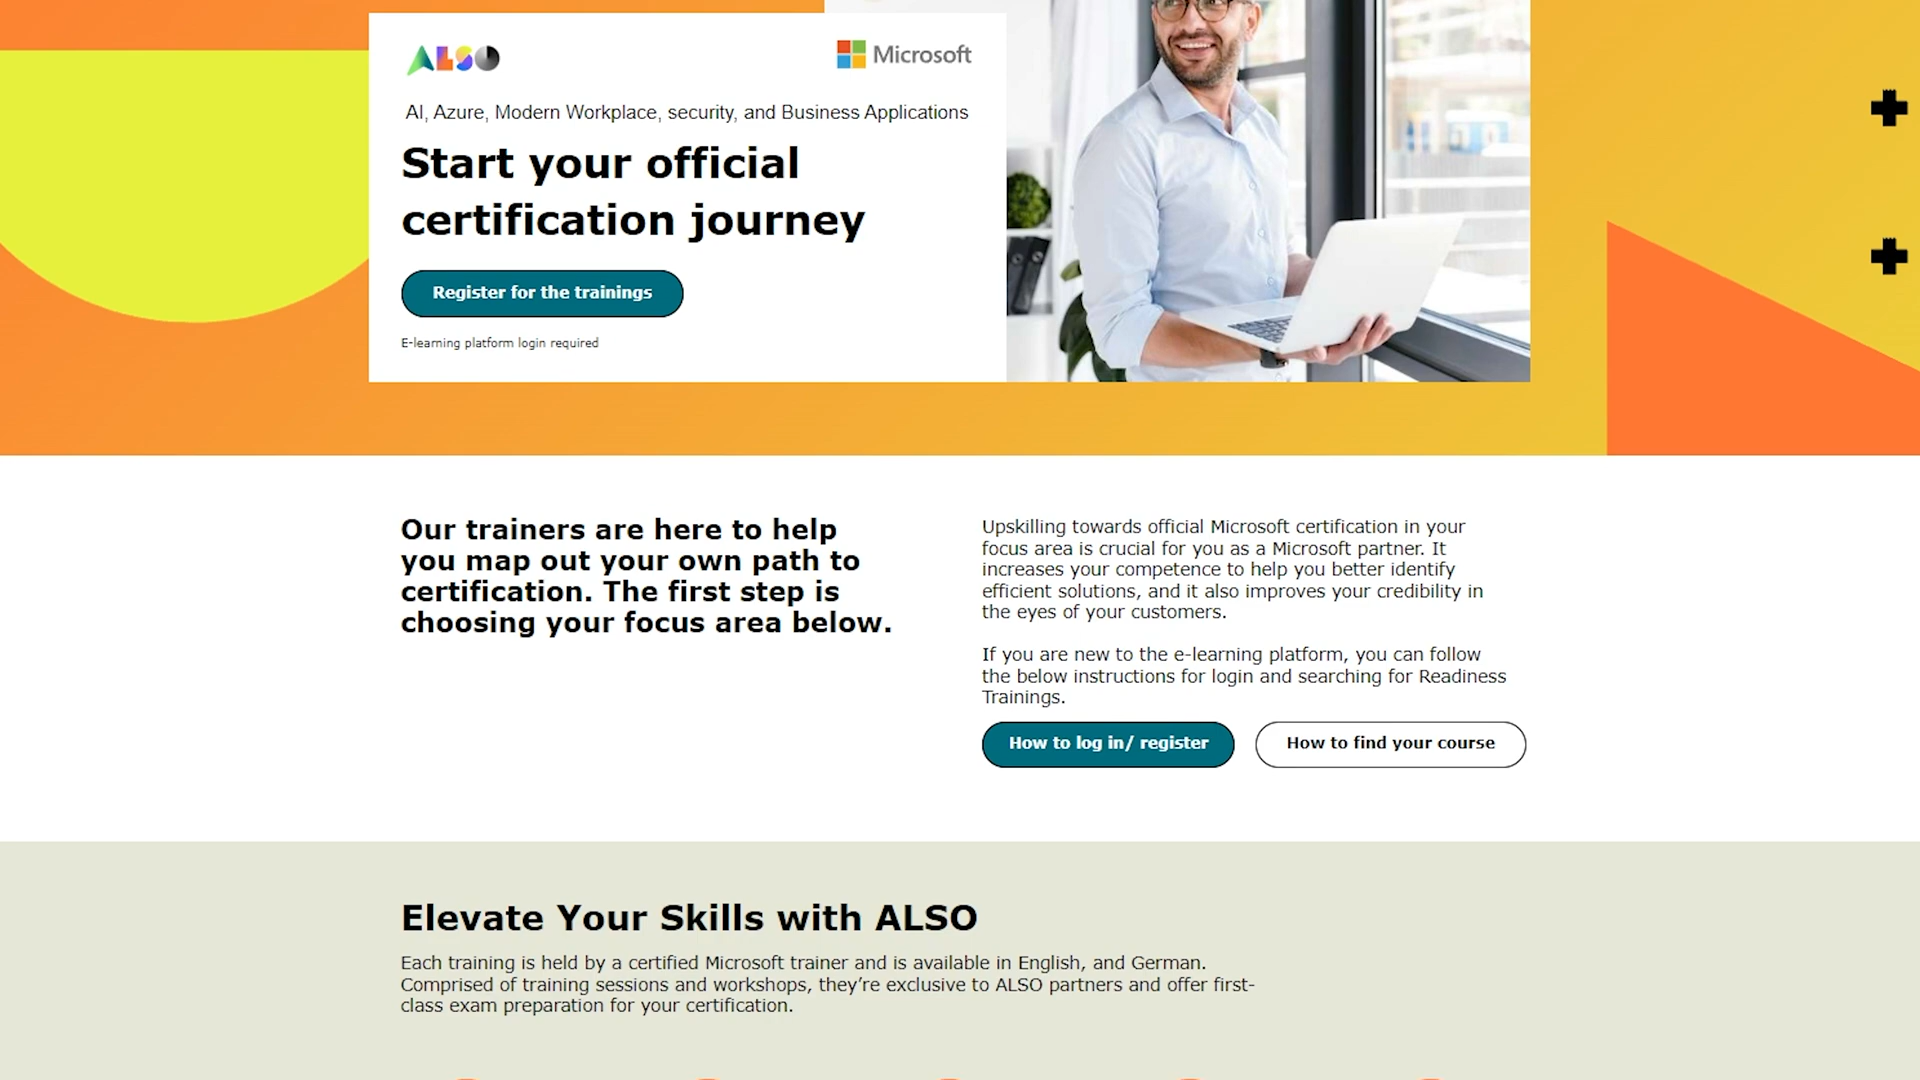 ALSO
Microsoft
AI, Azure, Modern Workplace, security, and Business Applications
Start your official
certification journey
Register for the trainings
E-learning platform login required
Our trainers are here to help
you map out your own path to
certification. The first step is
choosing your focus area below.
Upskilling towards official Microsoft certification in your
focus area is crucial for you as a Microsoft partner. It
increases your competence to help you better identify
efficient solutions, and it also improves your credibility in
the eyes of your customers.
If you are new to the e-learning platform, you can follow
the below instructions for login and searching for Readiness
Trainings.
How to log in/ register
How to find your course
Elevate Your Skills with ALSO
Each training is held by a certified Microsoft trainer and is available in English, and German.
Comprised of training sessions and workshops, they’re exclusive to ALSO partners and offer first-
class exam preparation for your certification.